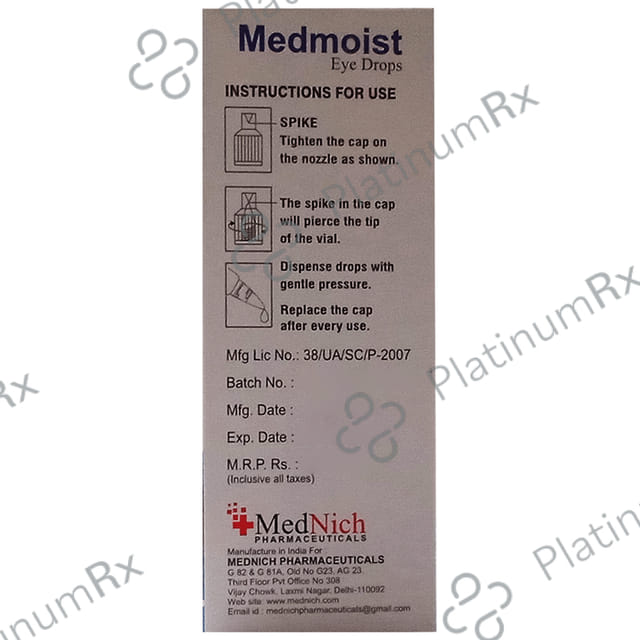 Medmoist
Eye Drops
INSTRUCTIONS FOR USE
SPIKE
Tighten the cap on
the nozzle as shown.
The spike in the cap
will pierce the tip
of the vial.
Dispense drops with
gentle pressure.
Replace the cap
after every use.
Mfg Lic No.: 38/UA/SC/P-2007
Batch No. :
Mfg. Date :
Exp. Date :
M.R.P. Rs. :
(Inclusive all taxes)
MedNich
PHARMACEUTICALS
Manufacture in India For :
MEDNICH PHARMACEUTICALS
G 82 & G 81A, Old No G23, AG 23
Third Floor Pvt Office No 308
Vijay Chowk, Laxmi Nagar, Delhi-110092
Web site: www.mednich.com
Email id : mednichpharmaceuticals@gmail.com
PlatinumRx
PlatinumRx
PlatinumRx
Rx
PlatinumRx
tinumRx